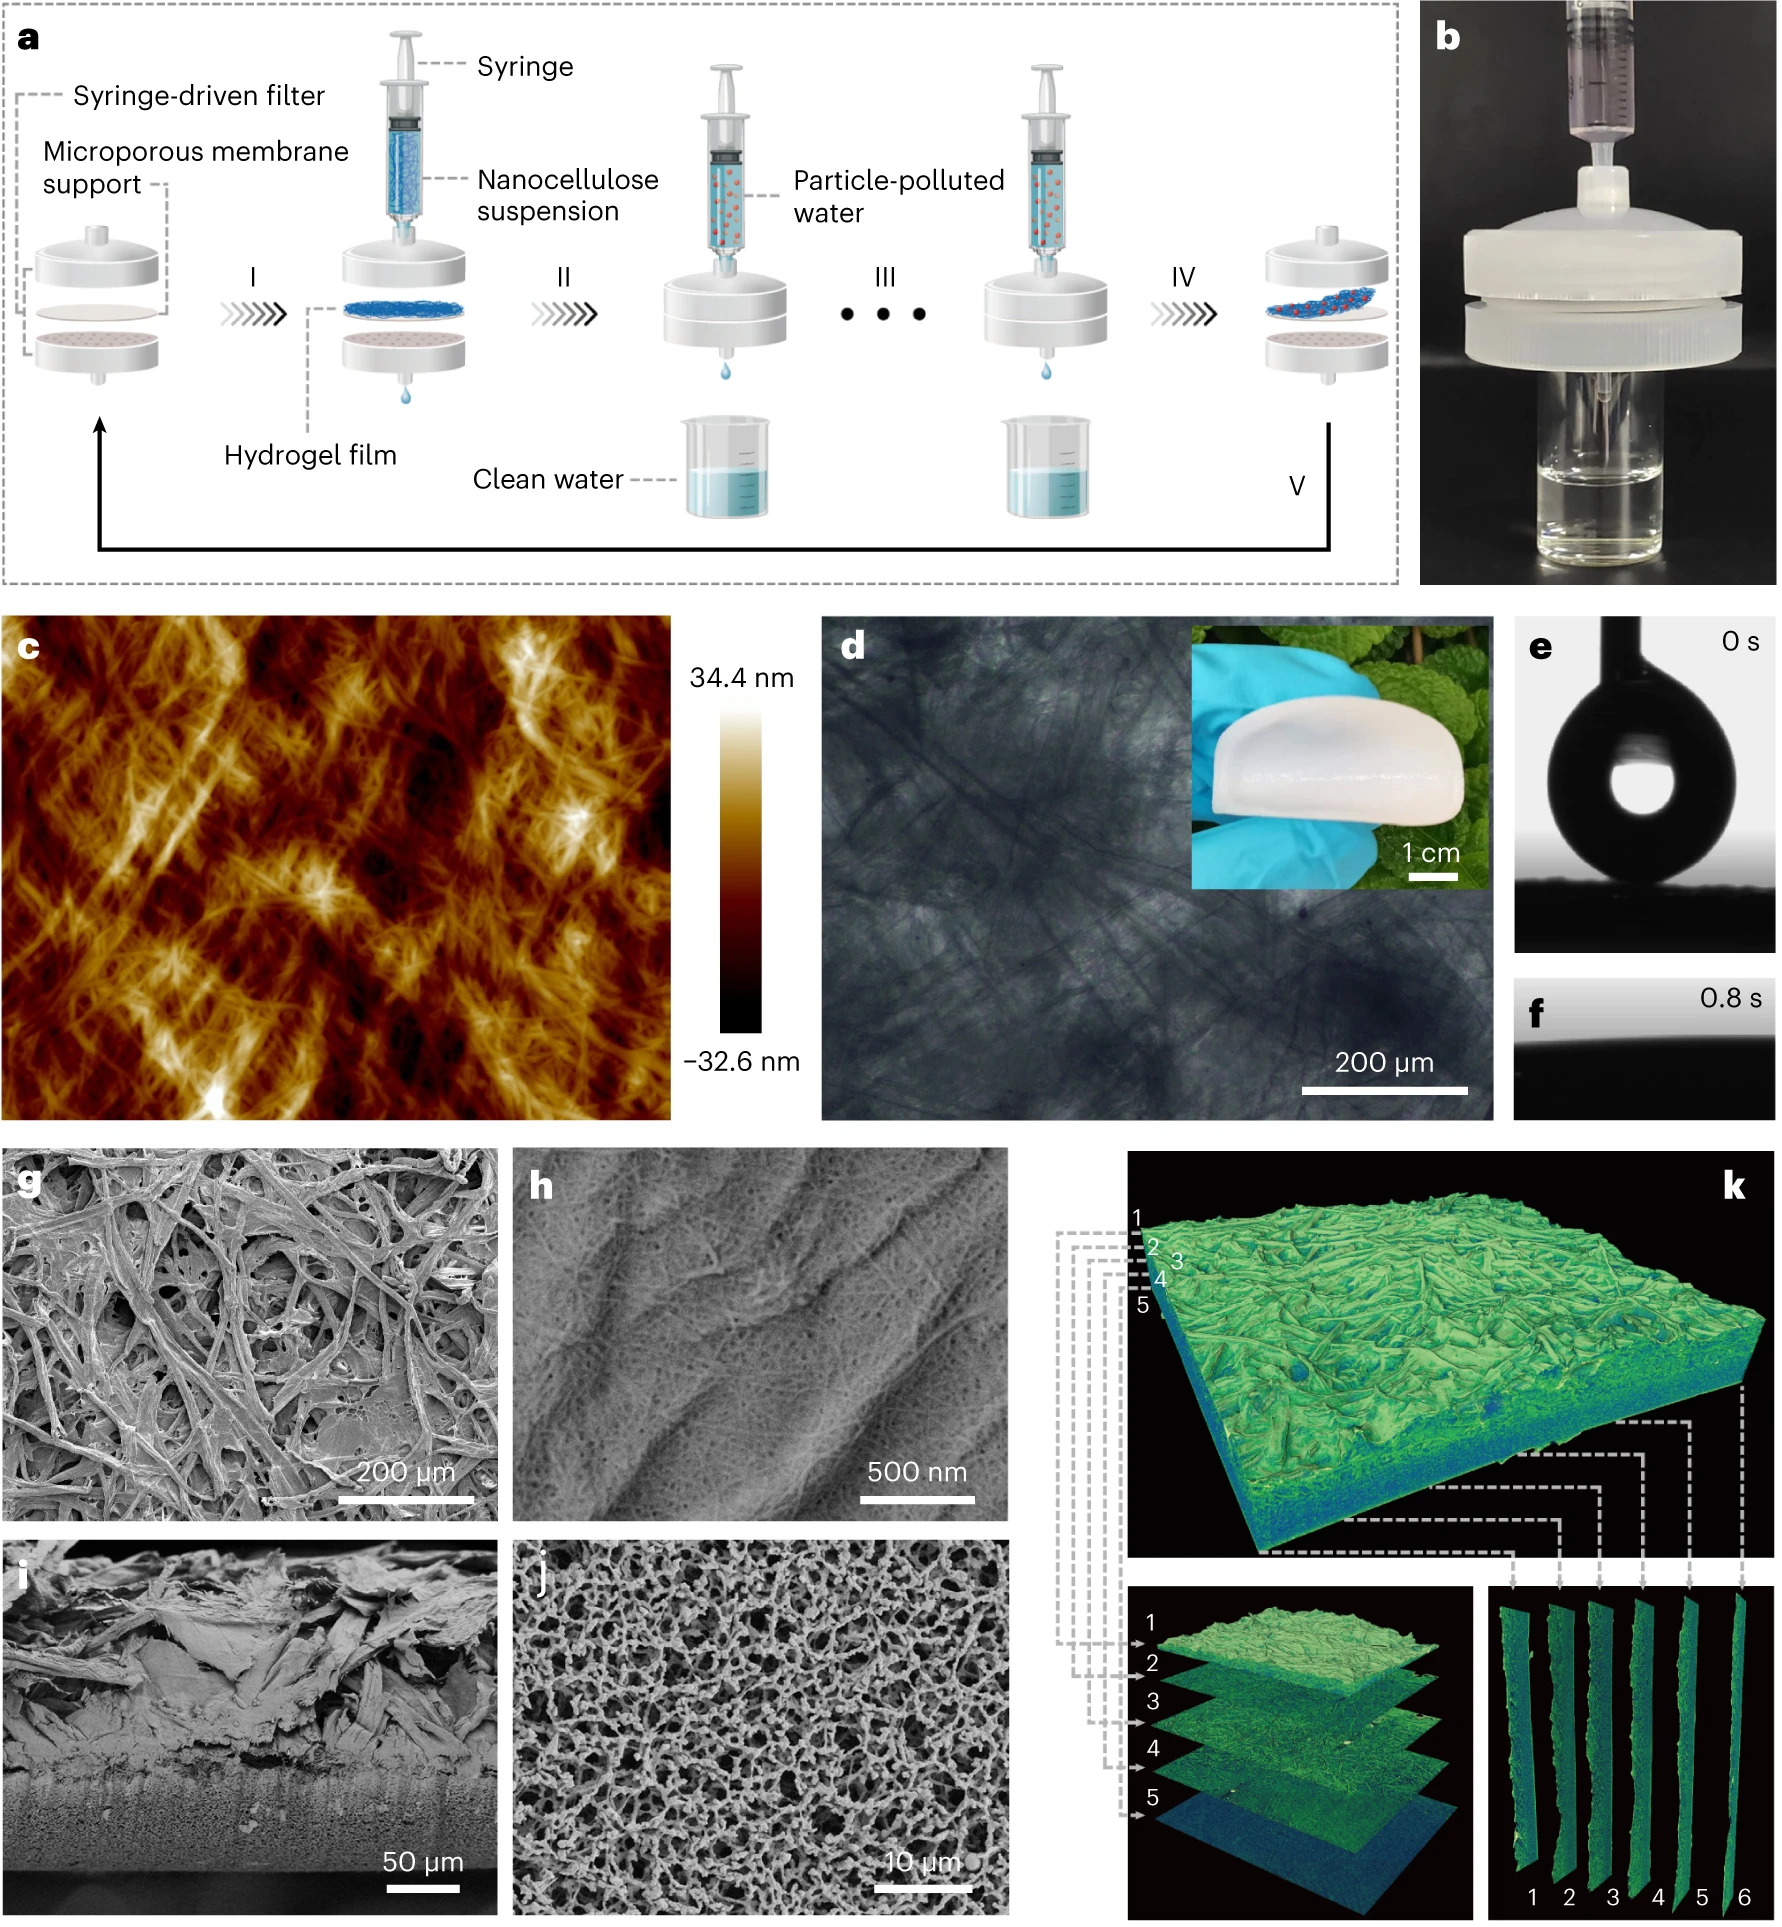 a
Syringe
Syringe-driven filter
Microporous membrane
support
Nanocellulose
suspension
Particle-polluted
water
I
II
III
IV
Hydrogel film
Clean water
V
b
c
34.4 nm
−32.6 nm
d
1 cm
200 µm
e
0 s
f
0.8 s
g
200 µm
h
500 nm
i
50 µm
j
10 µm
k
1
2
3
4
5
1
2
3
4
5
1 2 3 4 5 6